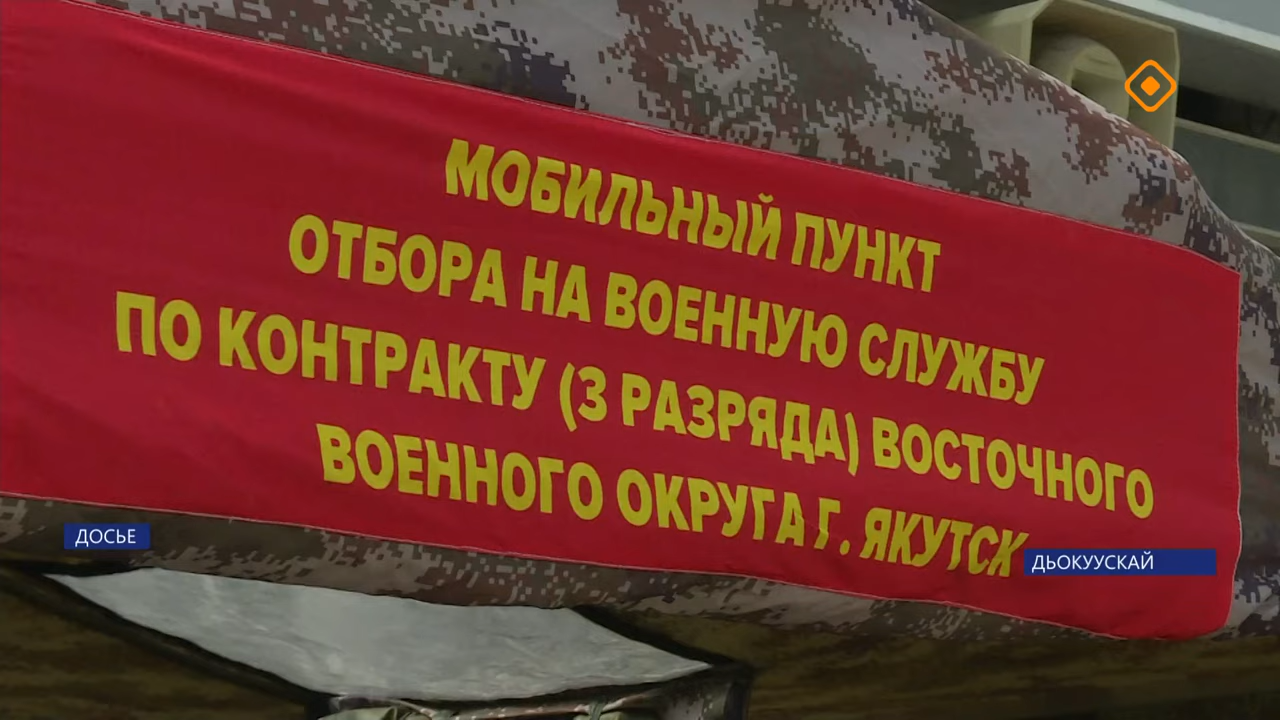 МОБИЛЬНЫЙ ПУНКТ
ОТБОРА НА ВОЕННУЮ СЛУЖБУ
ПО КОНТРАКТУ (3 РАЗРЯДА) ВОСТОЧНОГО
ВОЕННОГО ОКРУГА Г. ЯКУТСК
ДОСЬЕ
ДЬОКУУСКАЙ